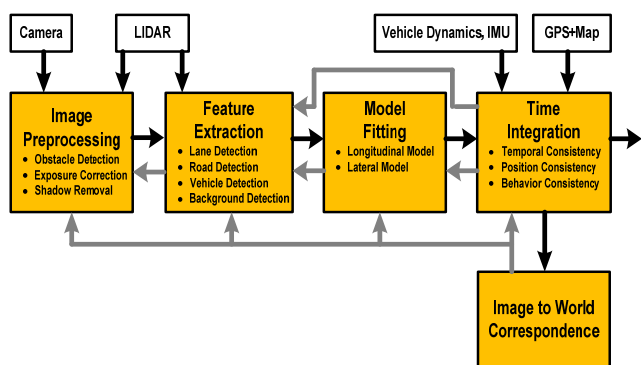 Camera
LIDAR
Vehicle Dynamics, IMU
GPS+Map
Image
Preprocessing
• Obstacle Detection
• Exposure Correction
• Shadow Removal
Feature
Extraction
• Lane Detection
• Road Detection
• Vehicle Detection
• Background Detection
Model
Fitting
• Longitudinal Model
• Lateral Model
Time
Integration
• Temporal Consistency
• Position Consistency
• Behavior Consistency
Image to World
Correspondence